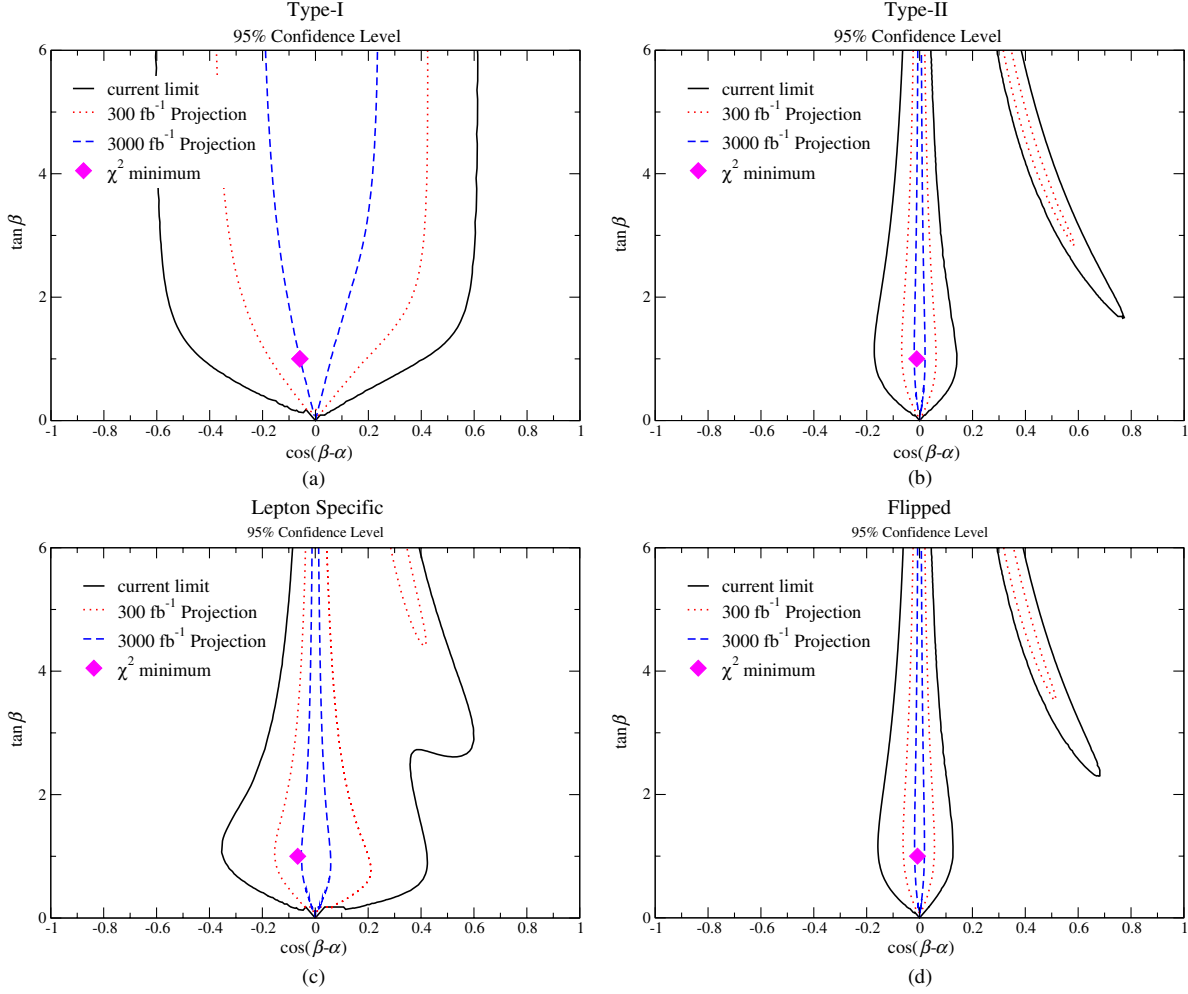 Type-I
95% Confidence Level
6
4
2
0
tan β
current limit
300 fb⁻¹ Projection
3000 fb⁻¹ Projection
χ² minimum
-1 -0.8 -0.6 -0.4 -0.2 0 0.2 0.4 0.6 0.8 1
cos(β-α)
(a)
Type-II
95% Confidence Level
6
4
2
0
tan β
current limit
300 fb⁻¹ Projection
3000 fb⁻¹ Projection
χ² minimum
-1 -0.8 -0.6 -0.4 -0.2 0 0.2 0.4 0.6 0.8 1
cos(β-α)
(b)
Lepton Specific
95% Confidence Level
6
4
2
0
tan β
current limit
300 fb⁻¹ Projection
3000 fb⁻¹ Projection
χ² minimum
-1 -0.8 -0.6 -0.4 -0.2 0 0.2 0.4 0.6 0.8 1
cos(β-α)
(c)
Flipped
95% Confidence Level
6
4
2
0
tan β
current limit
300 fb⁻¹ Projection
3000 fb⁻¹ Projection
χ² minimum
-1 -0.8 -0.6 -0.4 -0.2 0 0.2 0.4 0.6 0.8 1
cos(β-α)
(d)